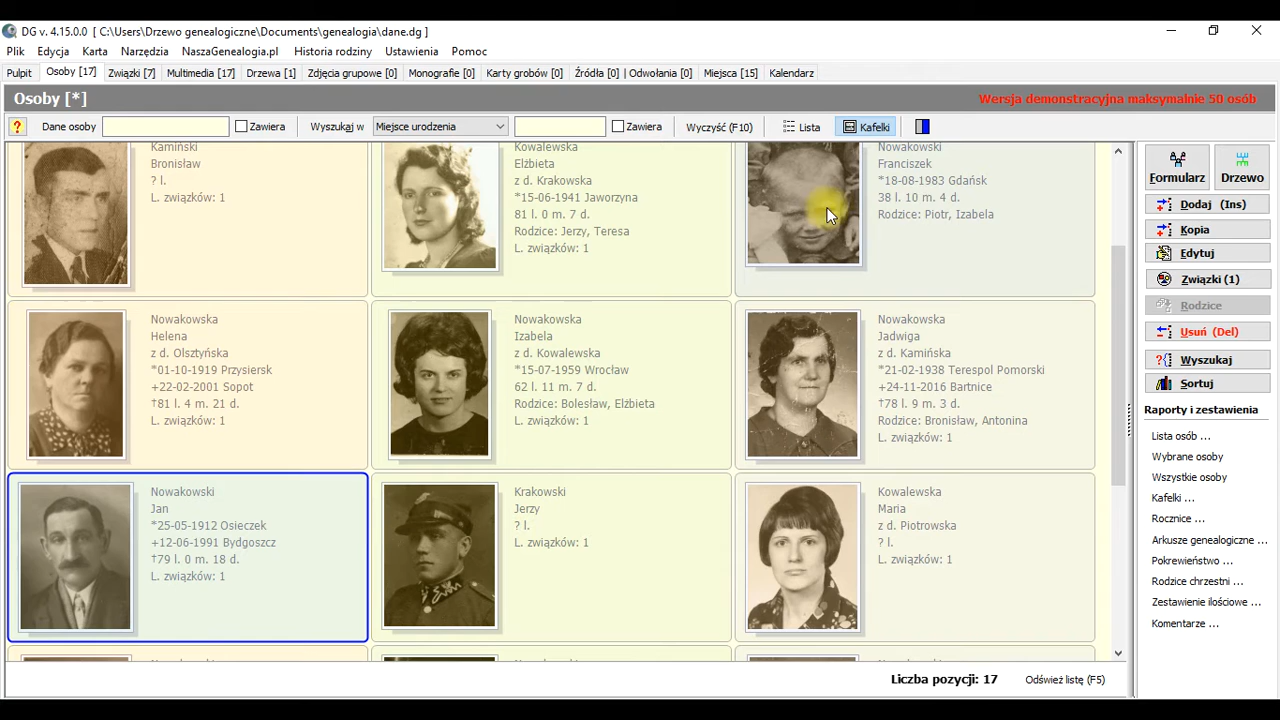 DG v. 4.15.0.0 [ C:\Users\Drzewo genealogiczne\Documents\genealogia\dane.dg ]
Plik Edycja Karta Narzędzia NaszaGenealogia.pl Historia rodziny Ustawienia Pomoc
Pulpit Osoby [17] Związki [7] Multimedia [17] Drzewa [1] Zdjęcia grupowe [0] Monografie [0] Karty grobów [0] Źródła [0] | Odwołania [0] Miejsca [15] Kalendarz
Osoby [*] Wersja demonstracyjna maksymalnie 50 osób
? Dane osoby Zawiera Wyszukaj w Miejsce urodzenia Zawiera Wyczyść (F10) Lista Kafelki
Kamiński
Bronisław
? l.
L. związków: 1
Kowalewska
Elżbieta
z d. Krakowska
*15-06-1941 Jaworzyna
81 l. 0 m. 7 d.
Rodzice: Jerzy, Teresa
L. związków: 1
Nowakowski
Franciszek
*18-08-1983 Gdańsk
38 l. 10 m. 4 d.
Rodzice: Piotr, Izabela
Nowakowska
Helena
z d. Olsztyńska
*01-10-1919 Przysiersk
+22-02-2001 Sopot
†81 l. 4 m. 21 d.
L. związków: 1
Nowakowska
Izabela
z d. Kowalewska
*15-07-1959 Wrocław
62 l. 11 m. 7 d.
Rodzice: Bolesław, Elżbieta
L. związków: 1
Nowakowska
Jadwiga
z d. Kamińska
*21-02-1938 Terespol Pomorski
+24-11-2016 Bartnice
†78 l. 9 m. 3 d.
Rodzice: Bronisław, Antonina
L. związków: 1
Nowakowski
Jan
*25-05-1912 Osieczek
+12-06-1991 Bydgoszcz
†79 l. 0 m. 18 d.
L. związków: 1
Krakowski
Jerzy
? l.
L. związków: 1
Kowalewska
Maria
z d. Piotrowska
? l.
L. związków: 1
Formularz Drzewo
Dodaj (Ins)
Kopia
Edytuj
Związki (1)
Rodzice
Usuń (Del)
Wyszukaj
Sortuj
Raporty i zestawienia
Lista osób ...
Wybrane osoby
Wszystkie osoby
Kafelki ...
Rocznice ...
Arkusze genealogiczne ...
Pokrewieństwo ...
Rodzice chrzestni ...
Zestawienie ilościowe ...
Komentarze ...
Liczba pozycji: 17 Odśwież listę (F5)